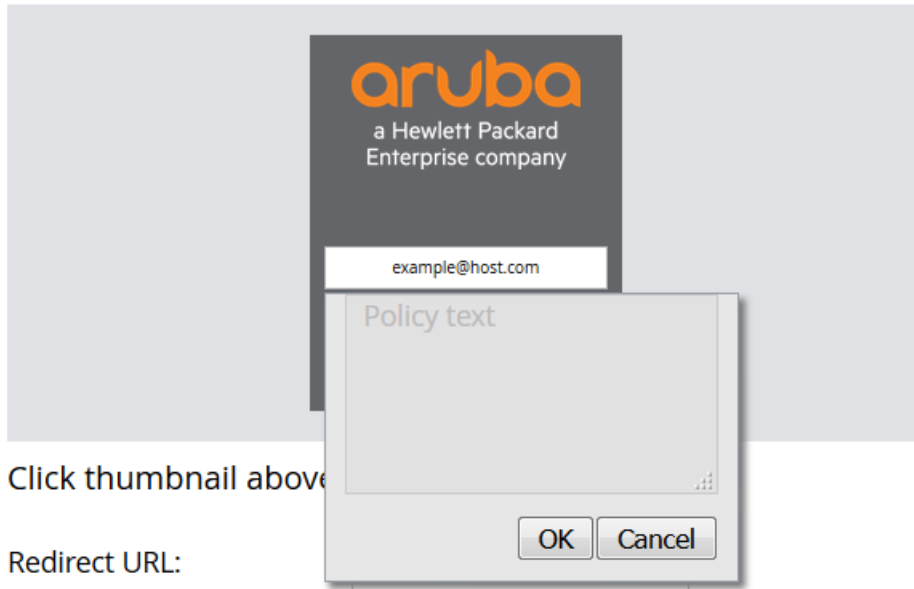 aruba
a Hewlett Packard
Enterprise company
example@host.com
Policy text
Click thumbnail above
OK Cancel
Redirect URL: